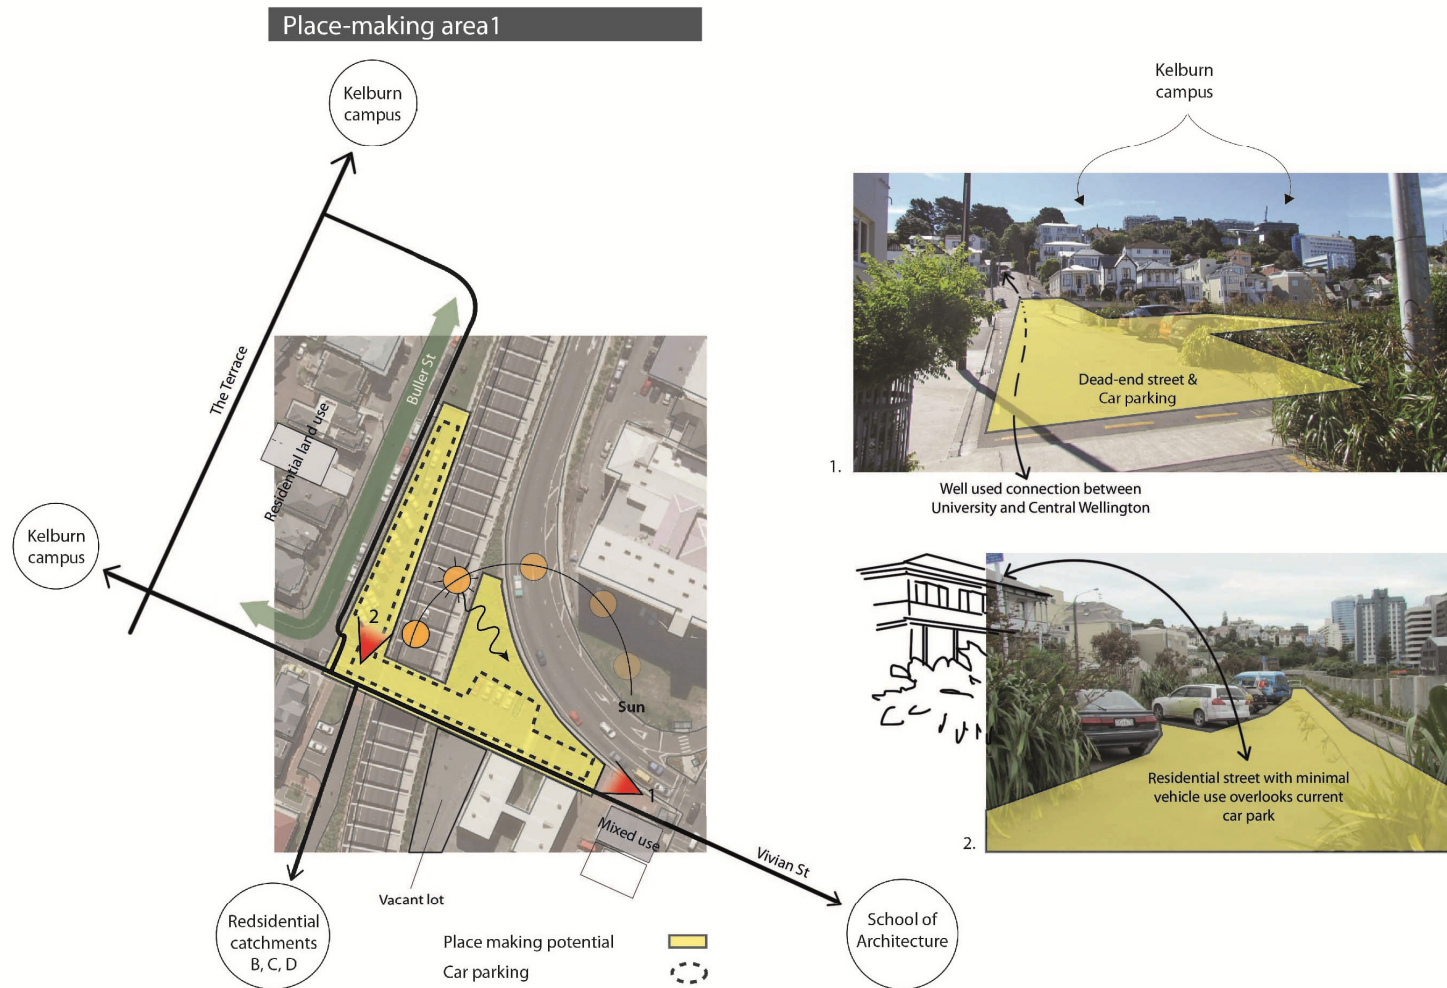 Place-making area1
Kelburn
campus
The Terrace
Buller St
Residential land use
Kelburn
campus
2
Sun
1
Mixed use
Vivian St
Vacant lot
Redsidential
catchments
B, C, D
School of
Architecture
Place making potential
Car parking
Kelburn
campus
Dead-end street &
Car parking
1.
Well used connection between
University and Central Wellington
Residential street with minimal
vehicle use overlooks current
car park
2.